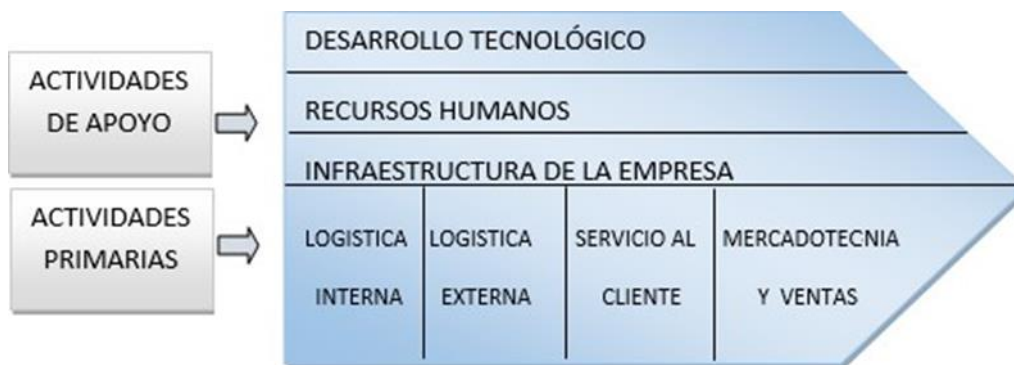 ACTIVIDADES
DE APOYO
DESARROLLO TECNOLÓGICO
RECURSOS HUMANOS
INFRAESTRUCTURA DE LA EMPRESA
ACTIVIDADES
PRIMARIAS
LOGISTICA
INTERNA
LOGISTICA
EXTERNA
SERVICIO AL
CLIENTE
MERCADOTECNIA
Y VENTAS